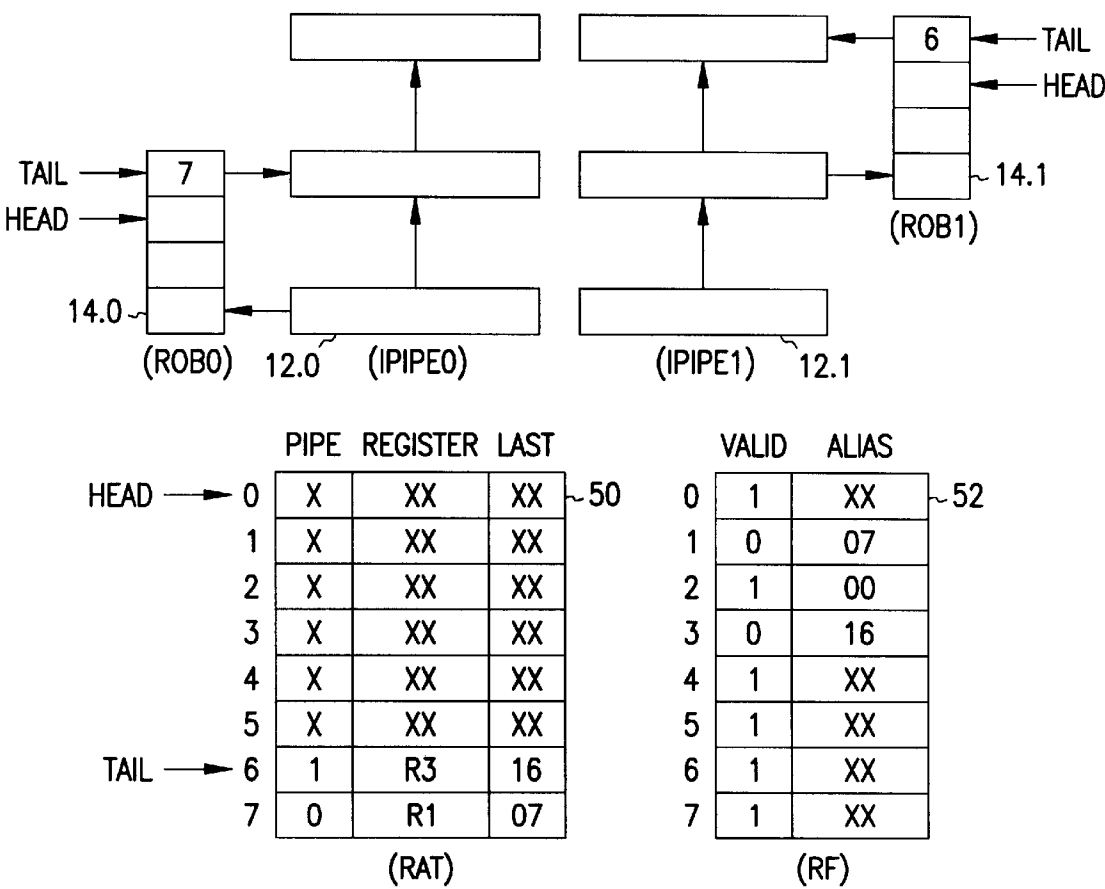 6 TAIL
HEAD
TAIL 7
HEAD
14.1
(ROB1)
14.0
(ROB0) 12.0 (IPIPE0) (IPIPE1) 12.1
PIPE REGISTER LAST
HEAD 0 X XX XX 50
1 X XX XX
2 X XX XX
3 X XX XX
4 X XX XX
5 X XX XX
TAIL 6 1 R3 16
7 0 R1 07
(RAT)
VALID ALIAS
0 1 XX 52
1 0 07
2 1 00
3 0 16
4 1 XX
5 1 XX
6 1 XX
7 1 XX
(RF)